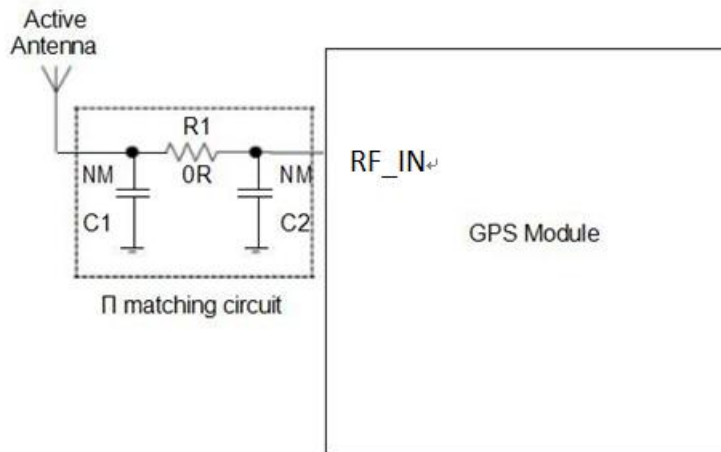 Active
Antenna
R1
NM
0R
NM
RF_IN↵
C1
C2
GPS Module
Π matching circuit